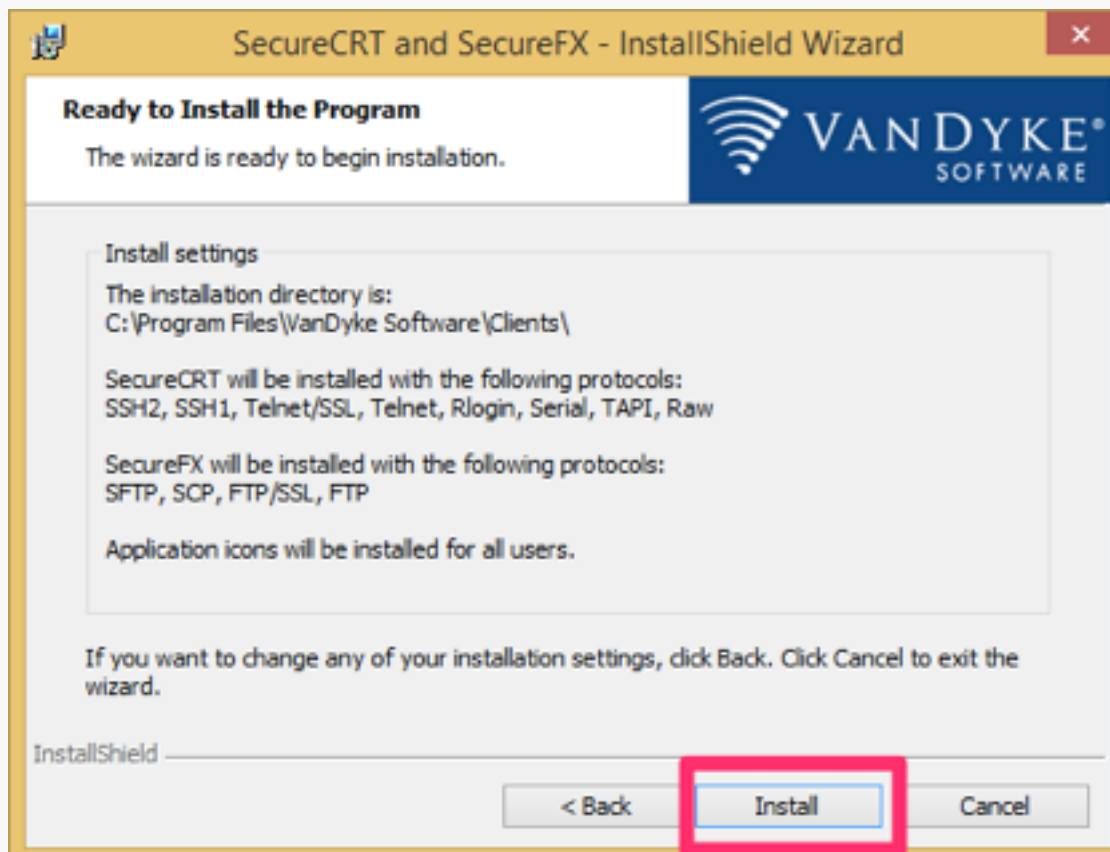 SecureCRT and SecureFX - InstallShield Wizard
Ready to Install the Program
The wizard is ready to begin installation.
VANDYKE®
SOFTWARE
Install settings
The installation directory is:
C:\Program Files\VanDyke Software\Clients\
SecureCRT will be installed with the following protocols:
SSH2, SSH1, Telnet/SSL, Telnet, Rlogin, Serial, TAPI, Raw
SecureFX will be installed with the following protocols:
SFTP, SCP, FTP/SSL, FTP
Application icons will be installed for all users.
If you want to change any of your installation settings, click Back. Click Cancel to exit the
wizard.
InstallShield
< Back
Install
Cancel